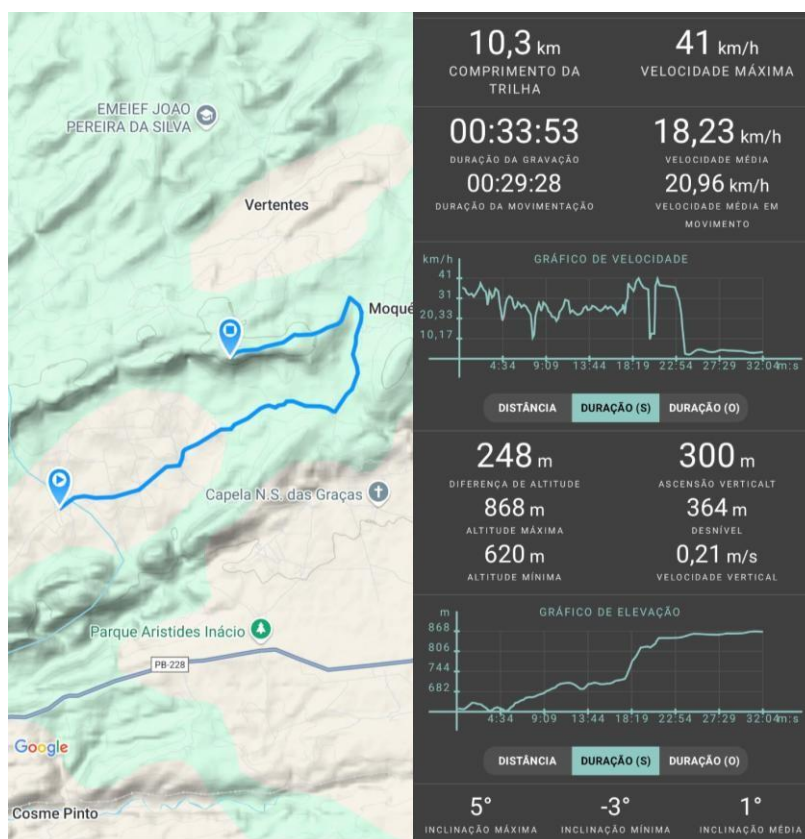 EMEIEF JOAO
PEREIRA DA SILVA
Vertentes
Moqué
Capela N.S. das Graças
Parque Aristides Inácio
PB-228
Google
Cosme Pinto
10,3 km
COMPRIMENTO DA
TRILHA
41 km/h
VELOCIDADE MÁXIMA
00:33:53
DURAÇÃO DA GRAVAÇÃO
18,23 km/h
VELOCIDADE MÉDIA
00:29:28
DURAÇÃO DA MOVIMENTAÇÃO
20,96 km/h
VELOCIDADE MÉDIA EM
MOVIMENTO
km/h
GRÁFICO DE VELOCIDADE
41
31
20,33
10,17
4:34 9:09 13:44 18:19 22:54 27:29 32:04 m:s
DISTÂNCIA DURAÇÃO (S) DURAÇÃO (O)
248 m
DIFERENÇA DE ALTITUDE
300 m
ASCENSÃO VERTICALT
868 m
ALTITUDE MÁXIMA
364 m
DESNÍVEL
620 m
ALTITUDE MÍNIMA
0,21 m/s
VELOCIDADE VERTICAL
m
GRÁFICO DE ELEVAÇÃO
868
806
744
682
4:34 9:09 13:44 18:19 22:54 27:29 32:04 m:s
DISTÂNCIA DURAÇÃO (S) DURAÇÃO (O)
5°
INCLINAÇÃO MÁXIMA
-3°
INCLINAÇÃO MÍNIMA
1°
INCLINAÇÃO MÉDIA